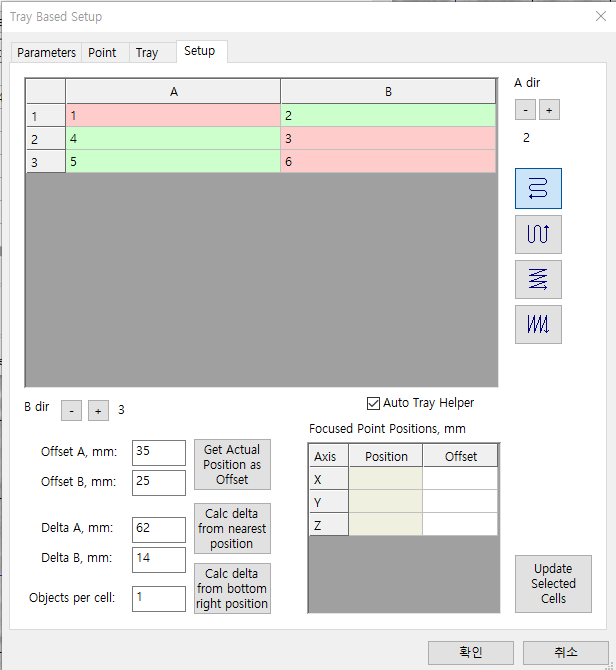 Tray Based Setup
Parameters Point Tray Setup
A B
1 1 2
2 4 3
3 5 6
A dir
- +
2
B dir - + 3
Auto Tray Helper
Focused Point Positions, mm
Offset A, mm: 35
Offset B, mm: 25
Get Actual
Position as
Offset
Delta A, mm: 62
Delta B, mm: 14
Calc delta
from nearest
position
Objects per cell: 1
Calc delta
from bottom
right position
Axis Position Offset
X
Y
Z
Update
Selected
Cells
확인 취소